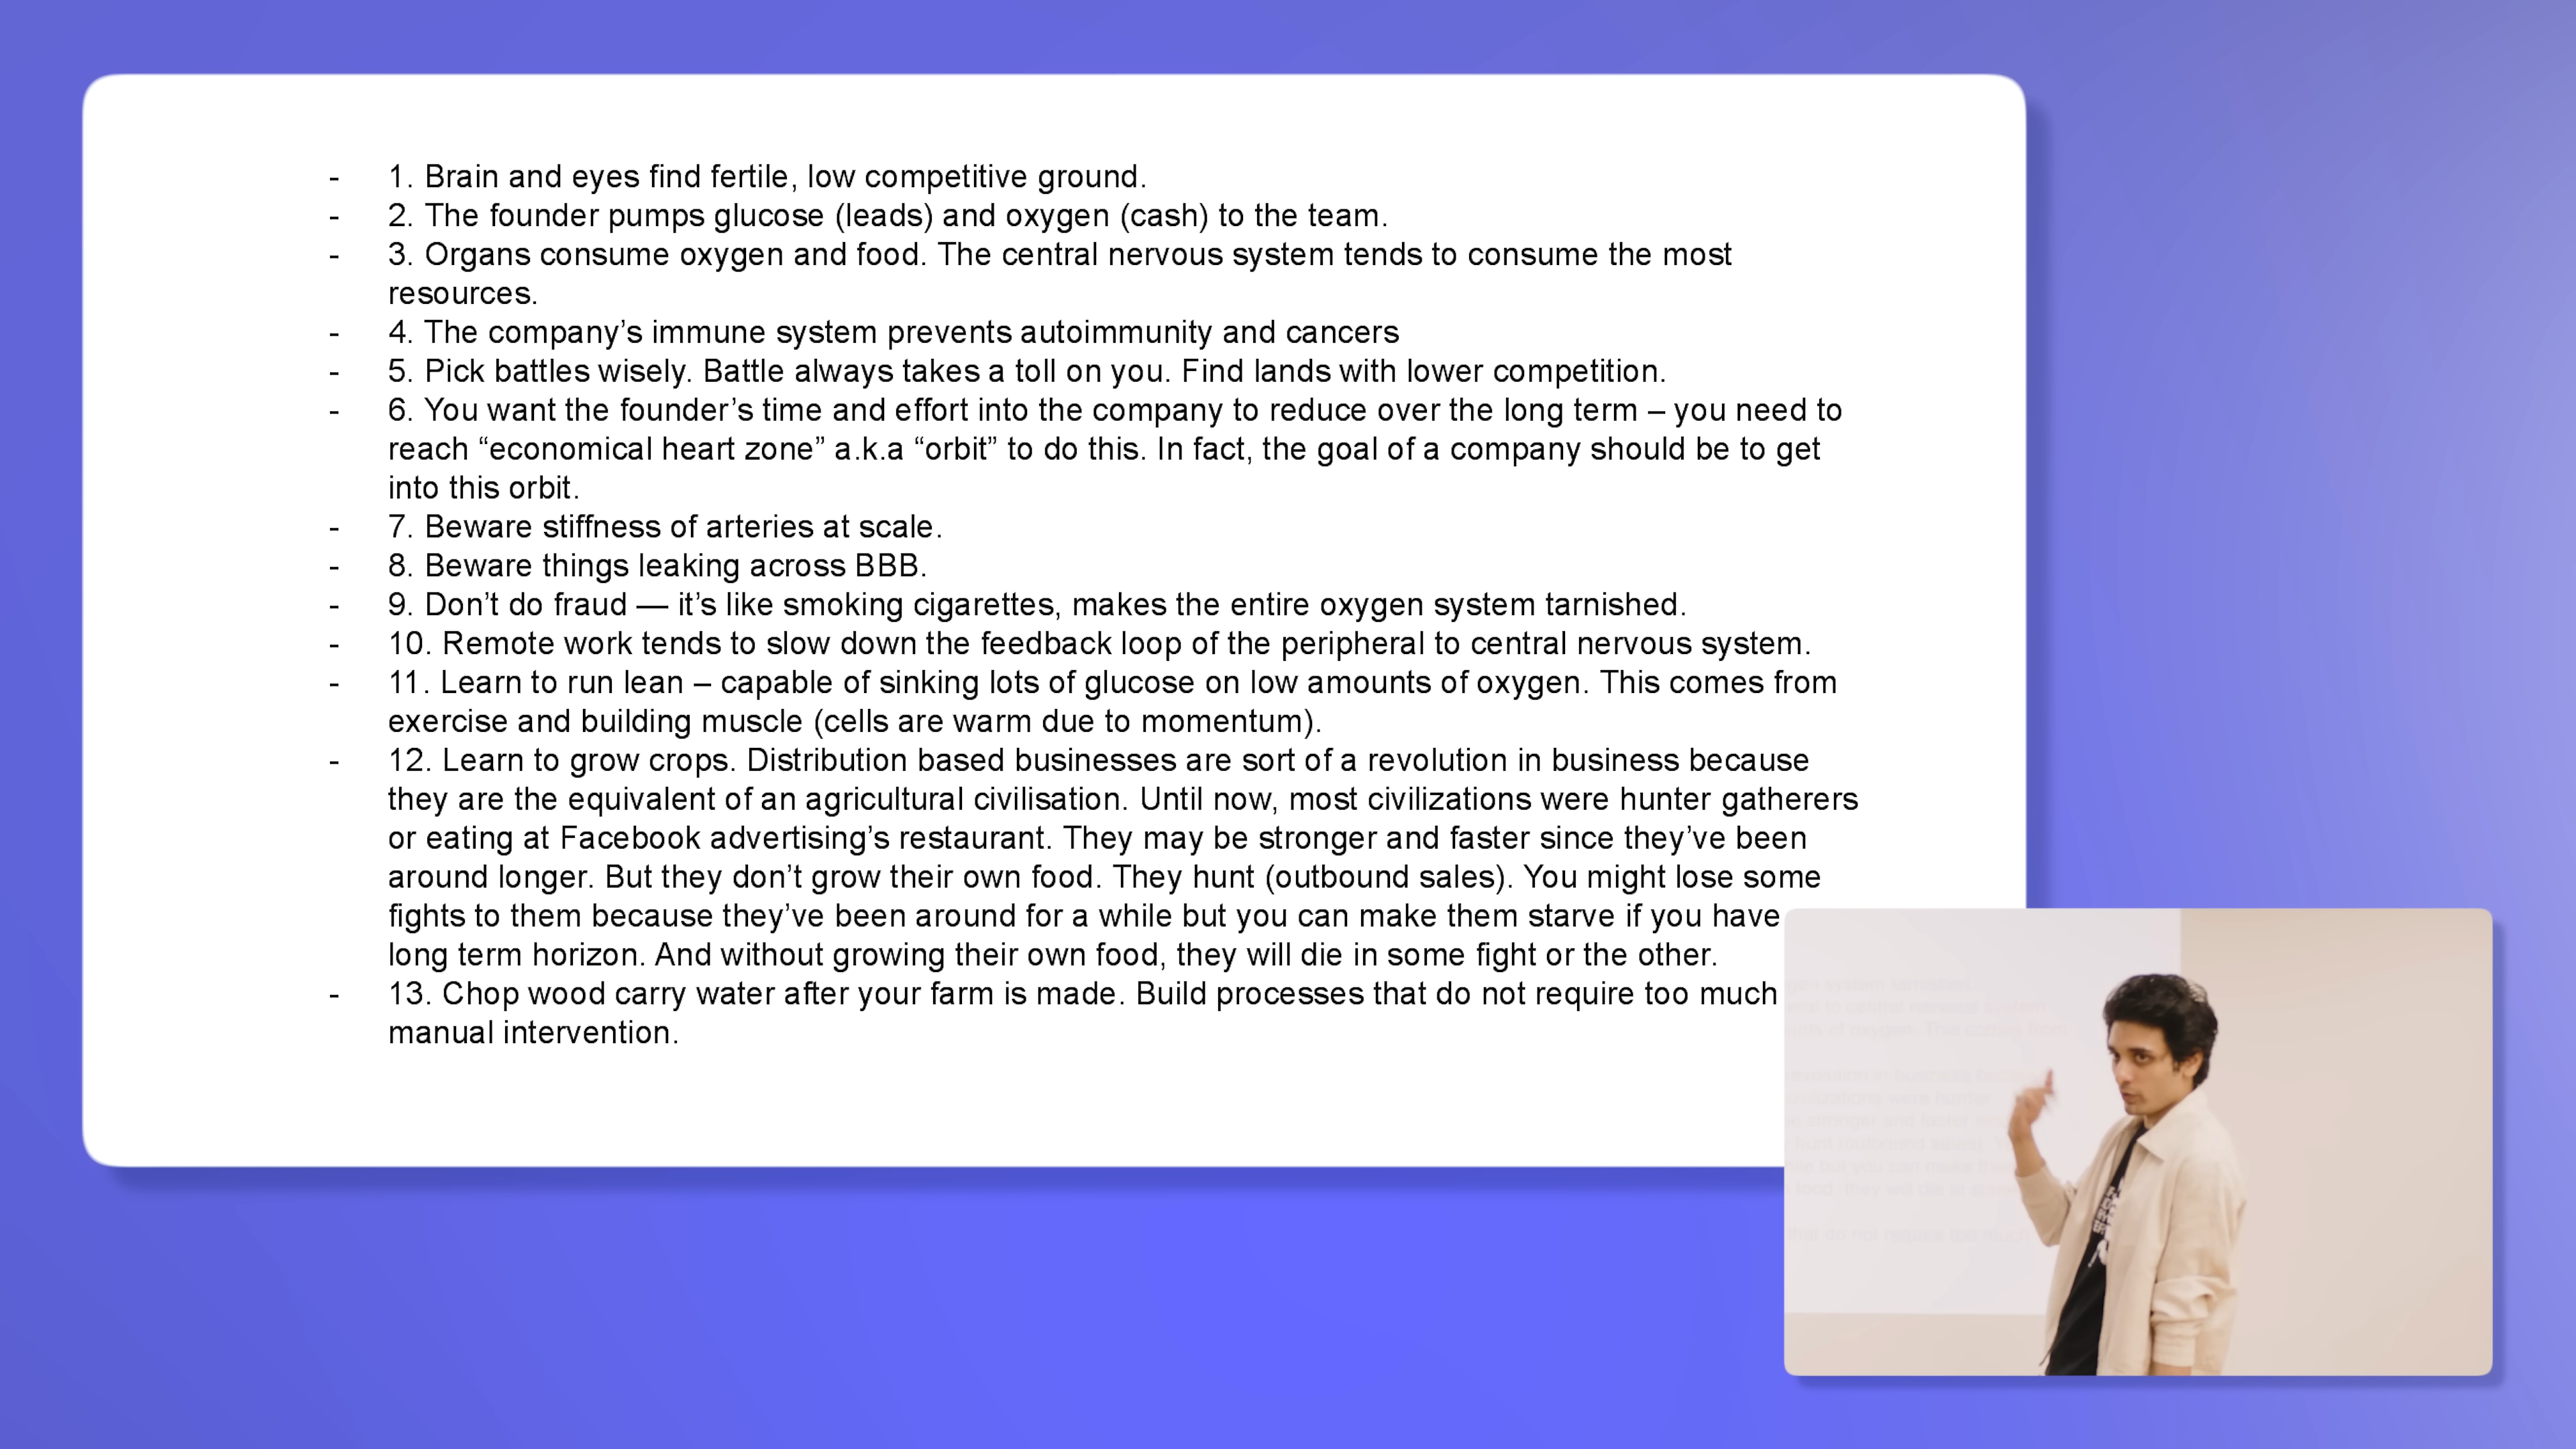 - 1. Brain and eyes find fertile, low competitive ground.
- 2. The founder pumps glucose (leads) and oxygen (cash) to the team.
- 3. Organs consume oxygen and food. The central nervous system tends to consume the most
resources.
- 4. The company’s immune system prevents autoimmunity and cancers
- 5. Pick battles wisely. Battle always takes a toll on you. Find lands with lower competition.
- 6. You want the founder’s time and effort into the company to reduce over the long term – you need to
reach “economical heart zone” a.k.a “orbit” to do this. In fact, the goal of a company should be to get
into this orbit.
- 7. Beware stiffness of arteries at scale.
- 8. Beware things leaking across BBB.
- 9. Don’t do fraud — it’s like smoking cigarettes, makes the entire oxygen system tarnished.
- 10. Remote work tends to slow down the feedback loop of the peripheral to central nervous system.
- 11. Learn to run lean – capable of sinking lots of glucose on low amounts of oxygen. This comes from
exercise and building muscle (cells are warm due to momentum).
- 12. Learn to grow crops. Distribution based businesses are sort of a revolution in business because
they are the equivalent of an agricultural civilisation. Until now, most civilizations were hunter gatherers
or eating at Facebook advertising’s restaurant. They may be stronger and faster since they’ve been
around longer. But they don’t grow their own food. They hunt (outbound sales). You might lose some
fights to them because they’ve been around for a while but you can make them starve if you have
long term horizon. And without growing their own food, they will die in some fight or the other.
- 13. Chop wood carry water after your farm is made. Build processes that do not require too much
manual intervention.